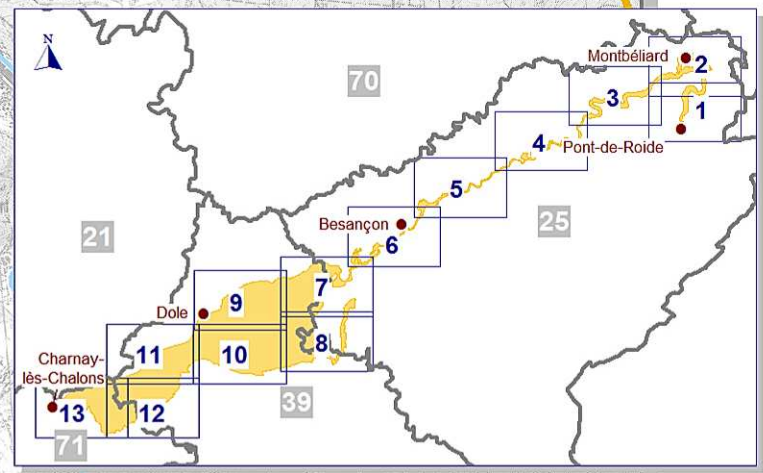 N
70
Montbéliard
2
3
1
4
Pont-de-Roide
5
21
Besançon
25
6
7
9
Dole
8
11
10
Charnay-
lès-Chalons
39
13
12
71